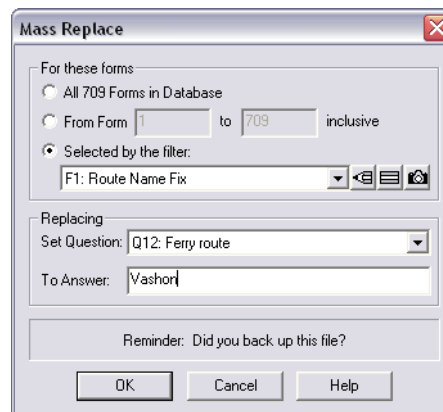 Mass Replace
For these forms
All 709 Forms in Database
From Form 1 to 709 inclusive
Selected by the filter:
F1: Route Name Fix
Replacing
Set Question: Q12: Ferry route
To Answer: Vashon
Reminder: Did you back up this file?
OK Cancel Help